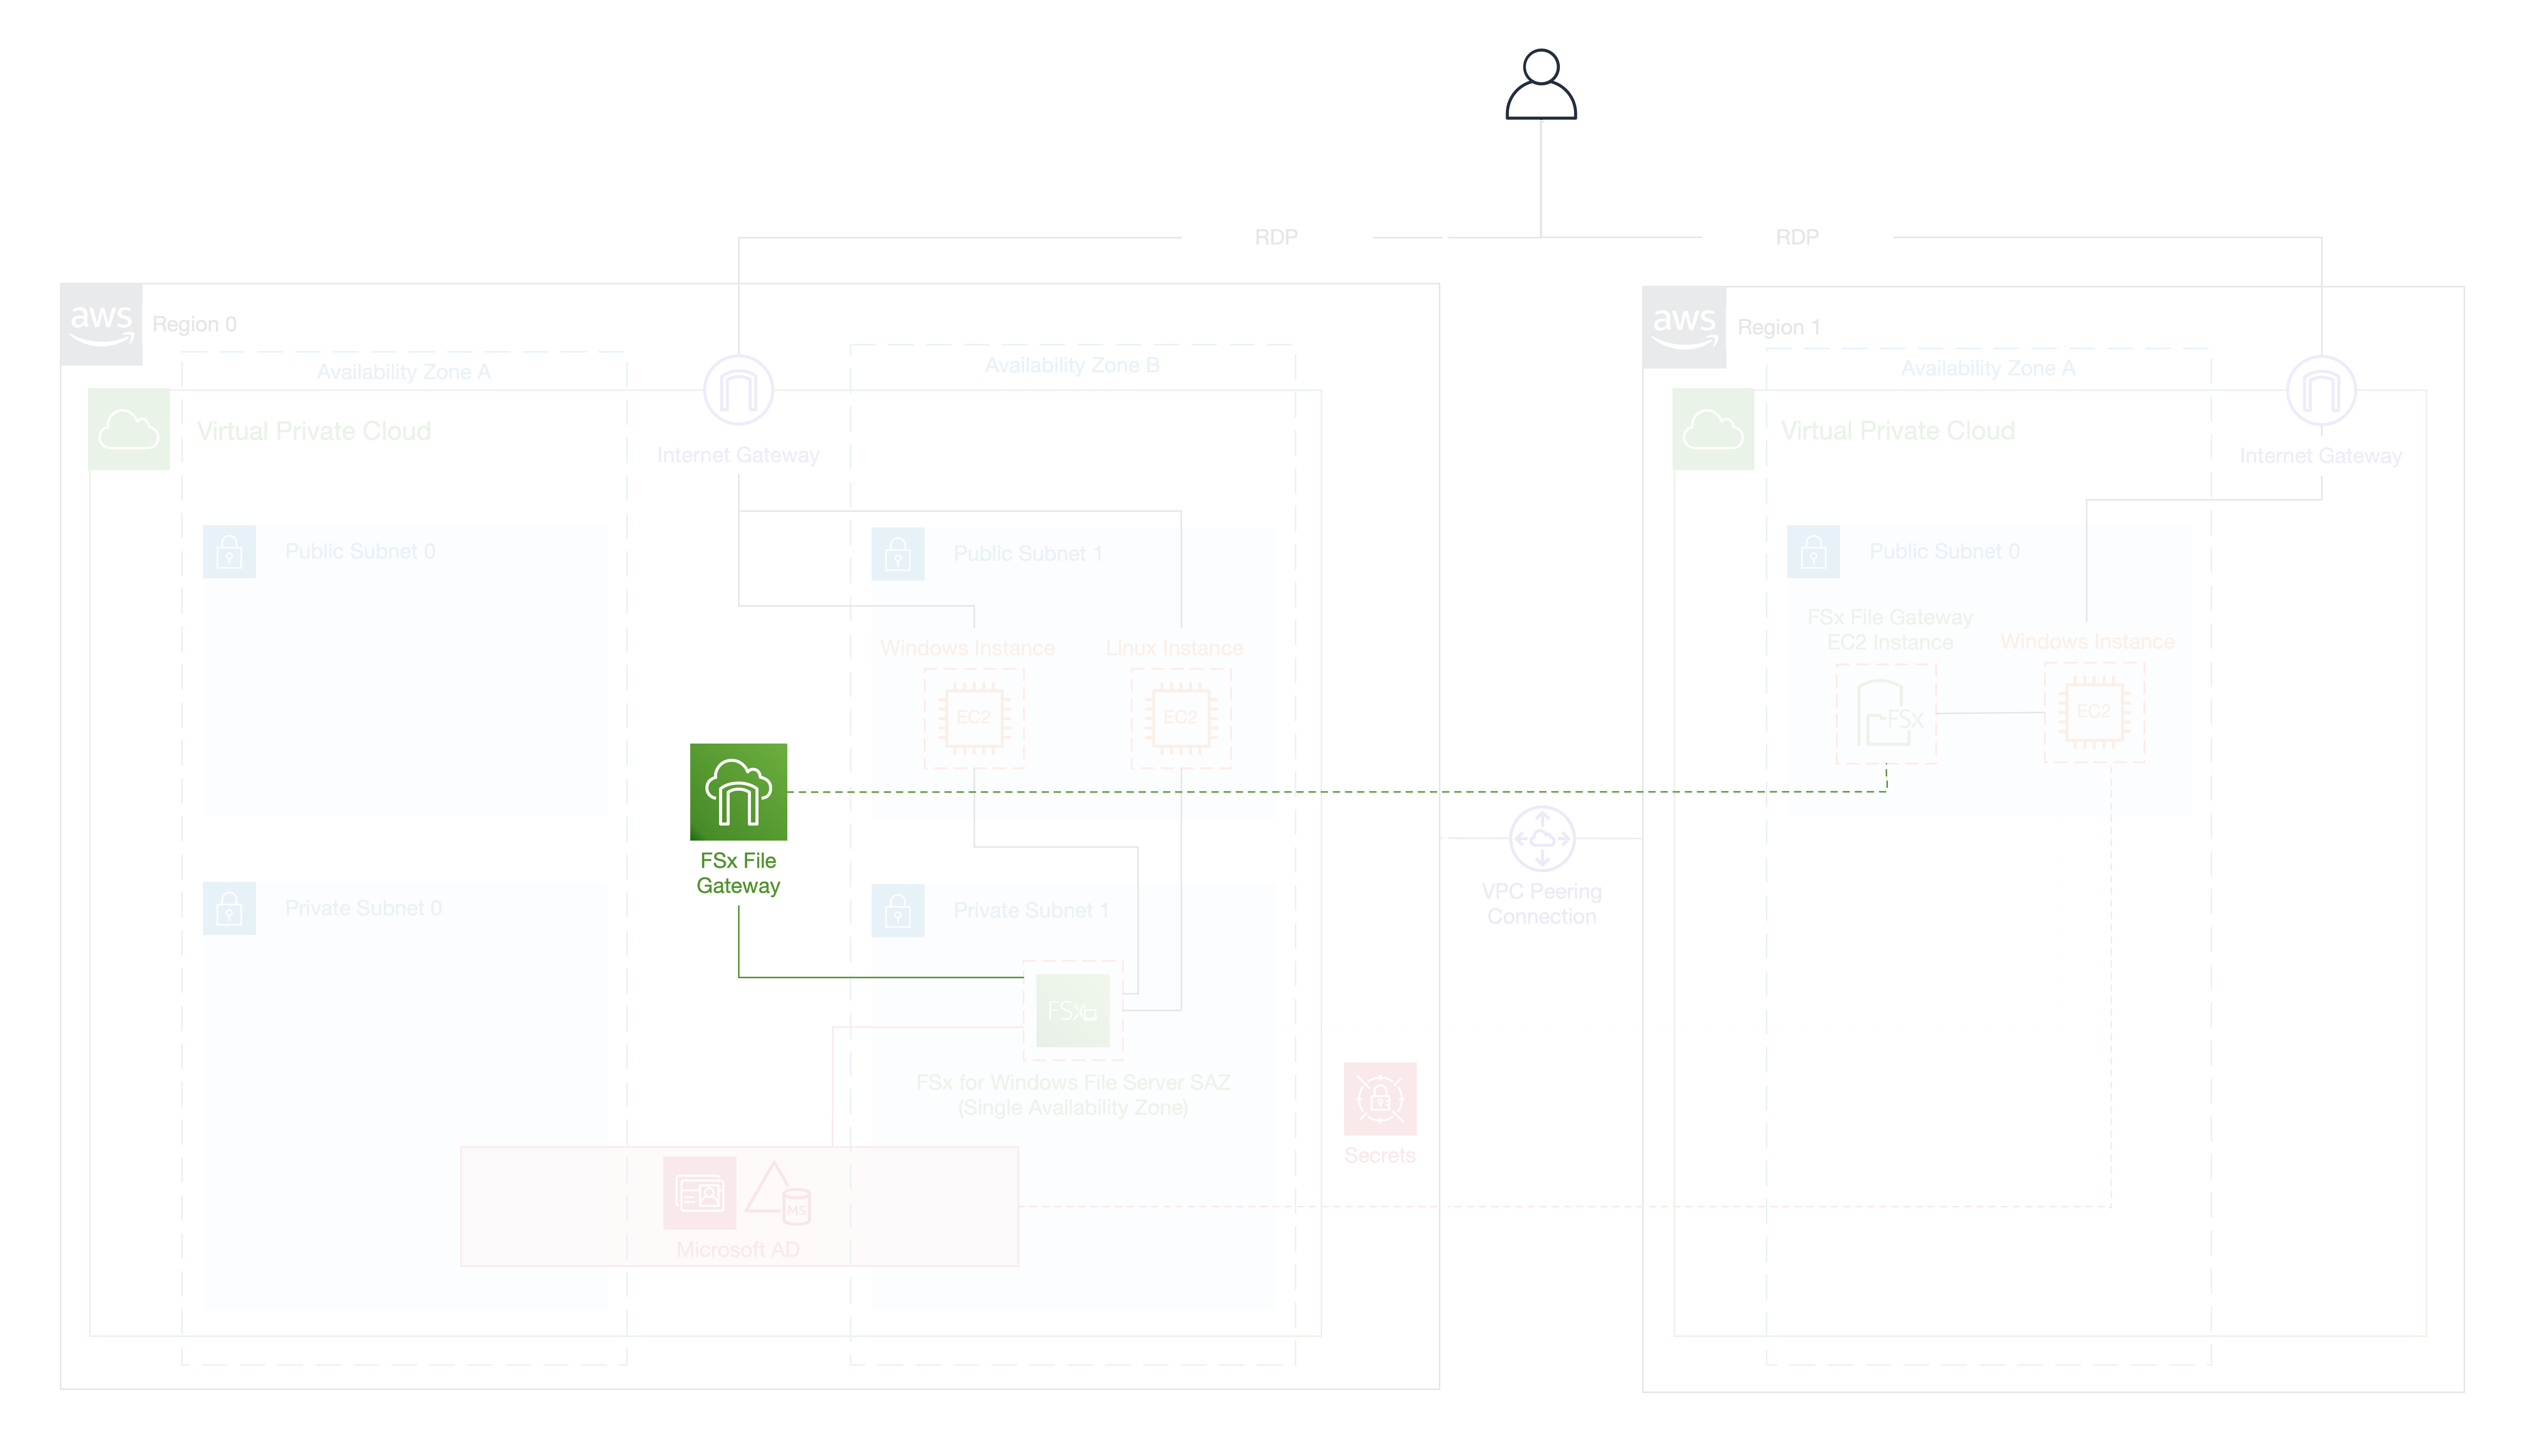 RDP
RDP
aws
Region 0
aws
Region 1
Availability Zone A
Availability Zone B
Availability Zone A
Virtual Private Cloud
Internet Gateway
Virtual Private Cloud
Internet Gateway
Public Subnet 0
Public Subnet 1
Public Subnet 0
Windows Instance
Linux Instance
FSx File Gateway
EC2 Instance
Windows Instance
EC2
EC2
FSx
EC2
FSx File
Gateway
VPC Peering
Connection
Private Subnet 0
Private Subnet 1
FSx
FSx for Windows File Server SAZ
(Single Availability Zone)
Secrets
MS
Microsoft AD